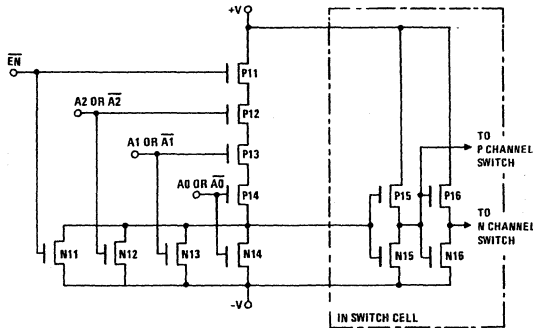 +V
EN
P11
A2 OR A2
P12
A1 OR A1
P13
TO
P CHANNEL
SWITCH
A0 OR A0
P14
P15
P16
TO
N CHANNEL
SWITCH
N11
N12
N13
N14
N15
N16
-V
IN SWITCH CELL